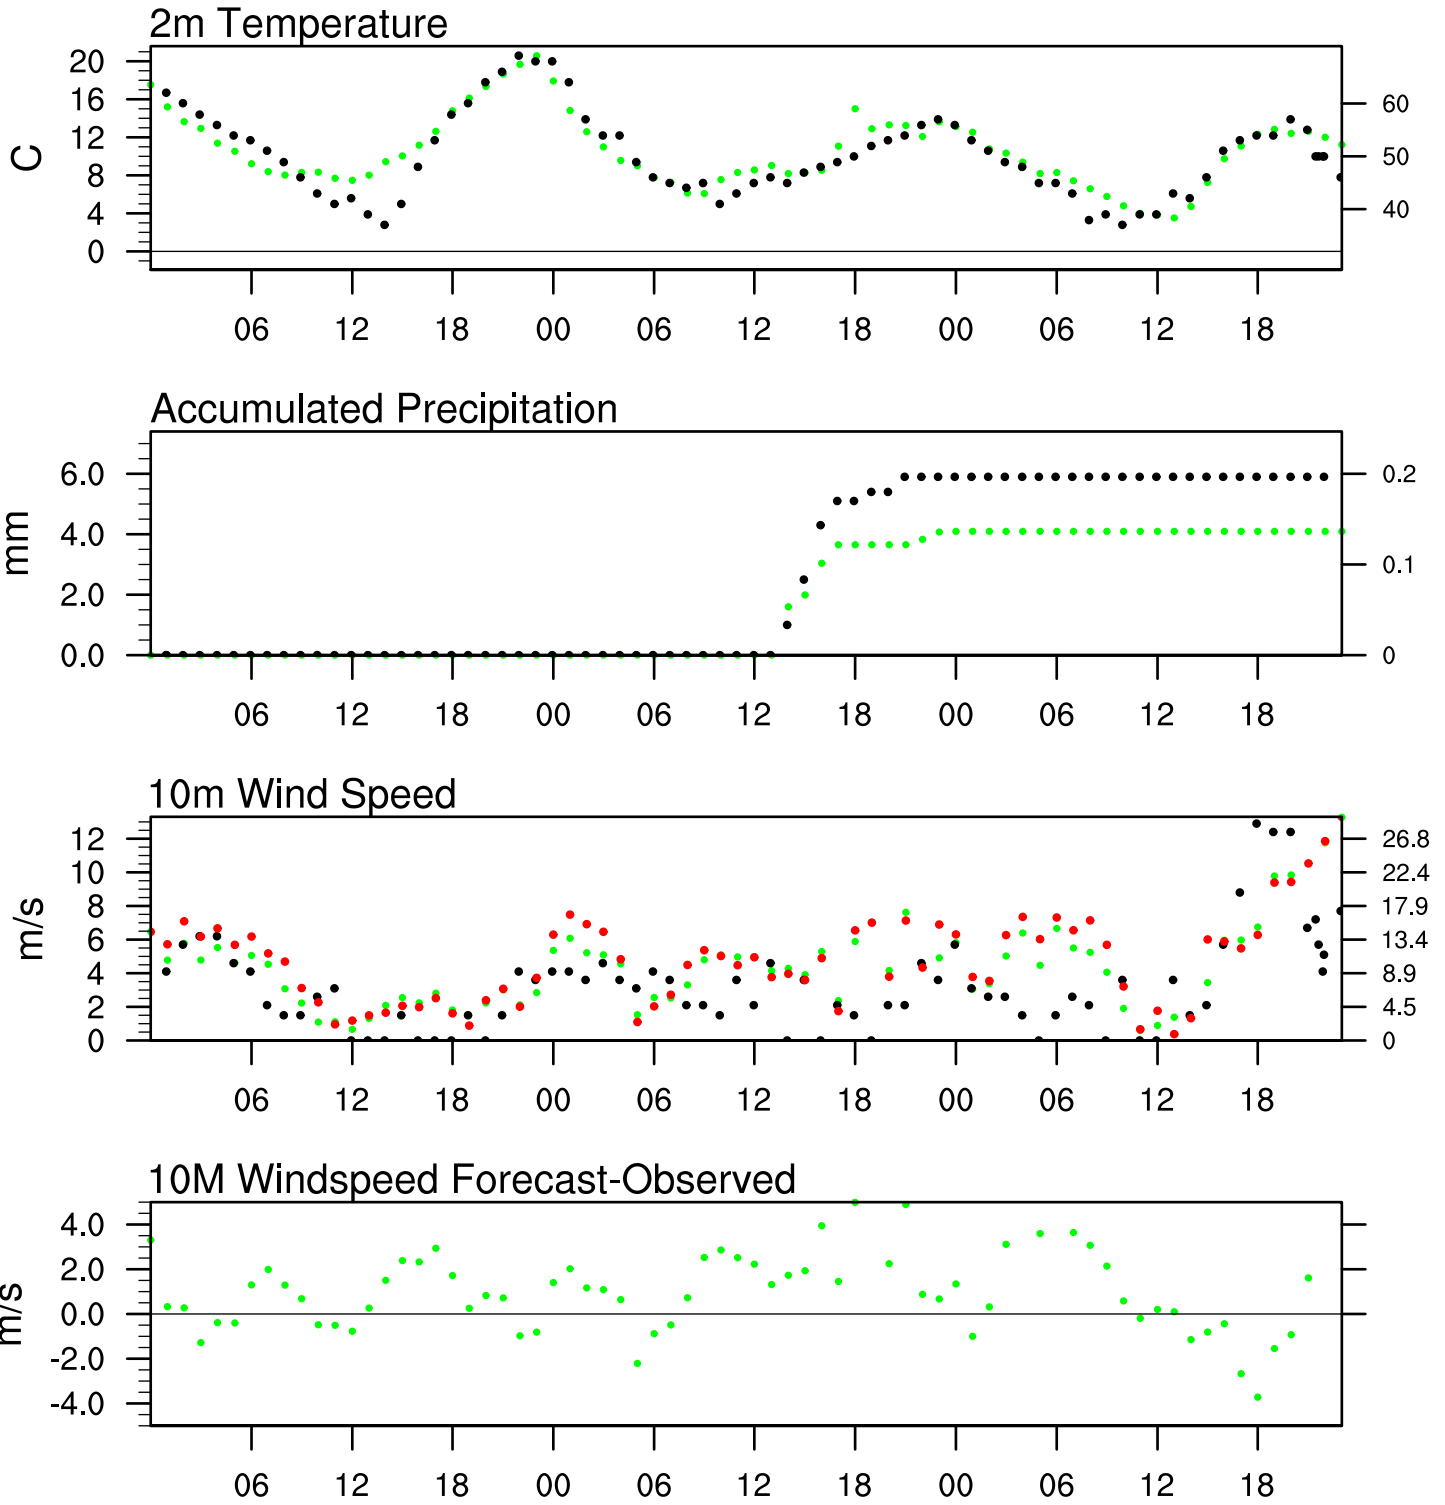 2m Temperature
20
16
12
8
4
0
C
60
50
40
06 12 18 00 06 12 18 00 06 12 18
Accumulated Precipitation
6.0
4.0
2.0
0.0
mm
0.2
0.1
0
06 12 18 00 06 12 18 00 06 12 18
10m Wind Speed
12
10
8
6
4
2
0
m/s
26.8
22.4
17.9
13.4
8.9
4.5
0
06 12 18 00 06 12 18 00 06 12 18
10M Windspeed Forecast-Observed
4.0
2.0
0.0
-2.0
-4.0
m/s
06 12 18 00 06 12 18 00 06 12 18